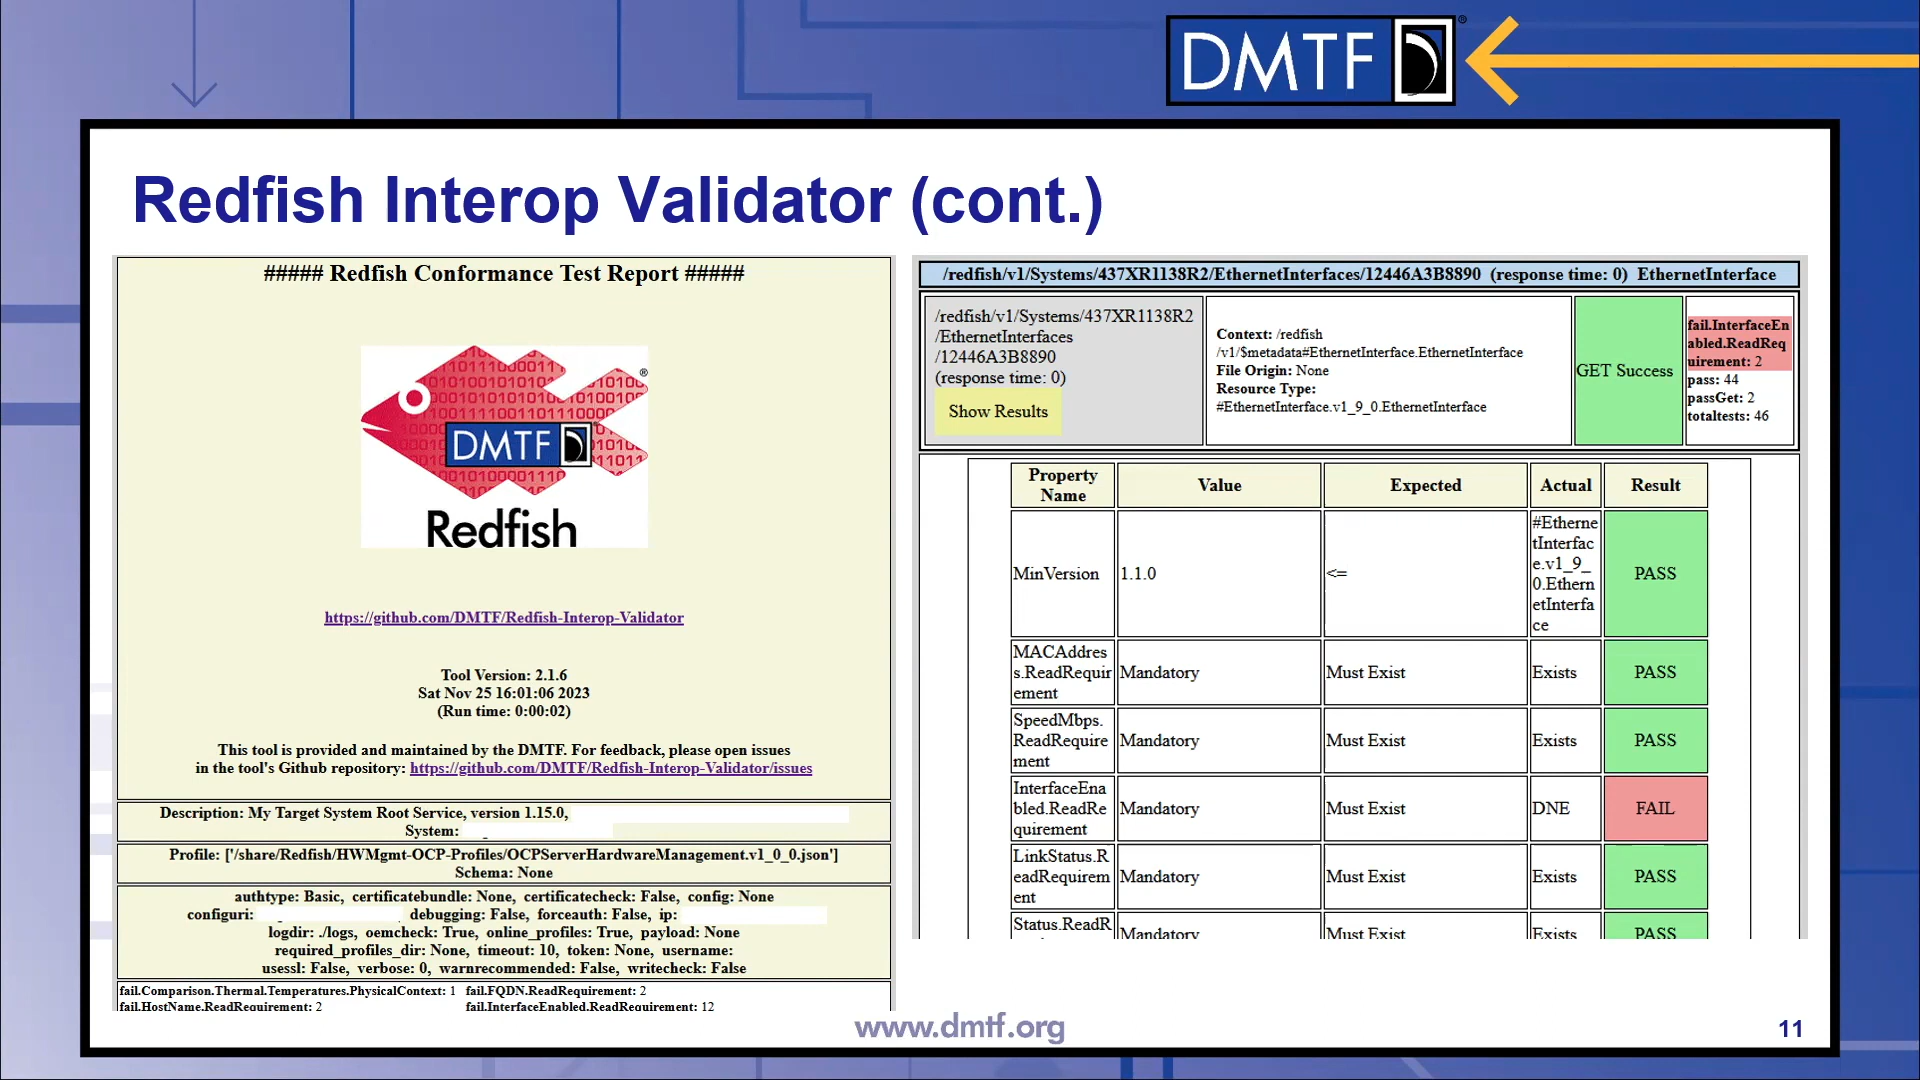 DMTF
Redfish Interop Validator (cont.)
##### Redfish Conformance Test Report #####
DMTF
Redfish
https://github.com/DMTF/Redfish-Interop-Validator
Tool Version: 2.1.6
Sat Nov 25 16:01:06 2023
(Run time: 0:00:02)
This tool is provided and maintained by the DMTF. For feedback, please open issues
in the tool's Github repository: https://github.com/DMTF/Redfish-Interop-Validator/issues
Description: My Target System Root Service, version 1.15.0,
System:
Profile: ['/share/Redfish/HWMgmt-OCP-Profiles/OCPServerHardwareManagement.v1_0_0.json']
Schema: None
authtype: Basic, certificatebundle: None, certificatecheck: False, config: None
configuri: debugging: False, forceauth: False, ip:
logdir: ./logs, oemcheck: True, online_profiles: True, payload: None
required_profiles_dir: None, timeout: 10, token: None, username:
usessl: False, verbose: 0, warnrecommended: False, writecheck: False
fail.Comparison.Thermal.Temperatures.PhysicalContext: 1 fail.FQDN.ReadRequirement: 2
fail.HostName.ReadRequirement: 2 fail.InterfaceEnabled.ReadRequirement: 12
/redfish/v1/Systems/437XR1138R2/EthernetInterfaces/12446A3B8890 (response time: 0) EthernetInterface
/redfish/v1/Systems/437XR1138R2
/EthernetInterfaces
/12446A3B8890
(response time: 0)
Show Results
Context: /redfish
/v1/$metadata#EthernetInterface.EthernetInterface
File Origin: None
Resource Type:
#EthernetInterface.v1_9_0.EthernetInterface
GET Success
fail.InterfaceEn
abled.ReadReq
uirement: 2
pass: 44
passGet: 2
totaltests: 46
Property
Name
Value
Expected
Actual
Result
MinVersion
1.1.0
<=
#Etherne
tInterfac
e.v1_9_
0.Ethern
etInterfa
ce
PASS
MACAddres
s.ReadRequir
ement
Mandatory
Must Exist
Exists
PASS
SpeedMbps.
ReadRequire
ment
Mandatory
Must Exist
Exists
PASS
InterfaceEna
bled.ReadRe
quirement
Mandatory
Must Exist
DNE
FAIL
LinkStatus.R
eadRequirem
ent
Mandatory
Must Exist
Exists
PASS
Status.ReadR
Mandatory
Must Exist
Exists
PASS
www.dmtf.org
11